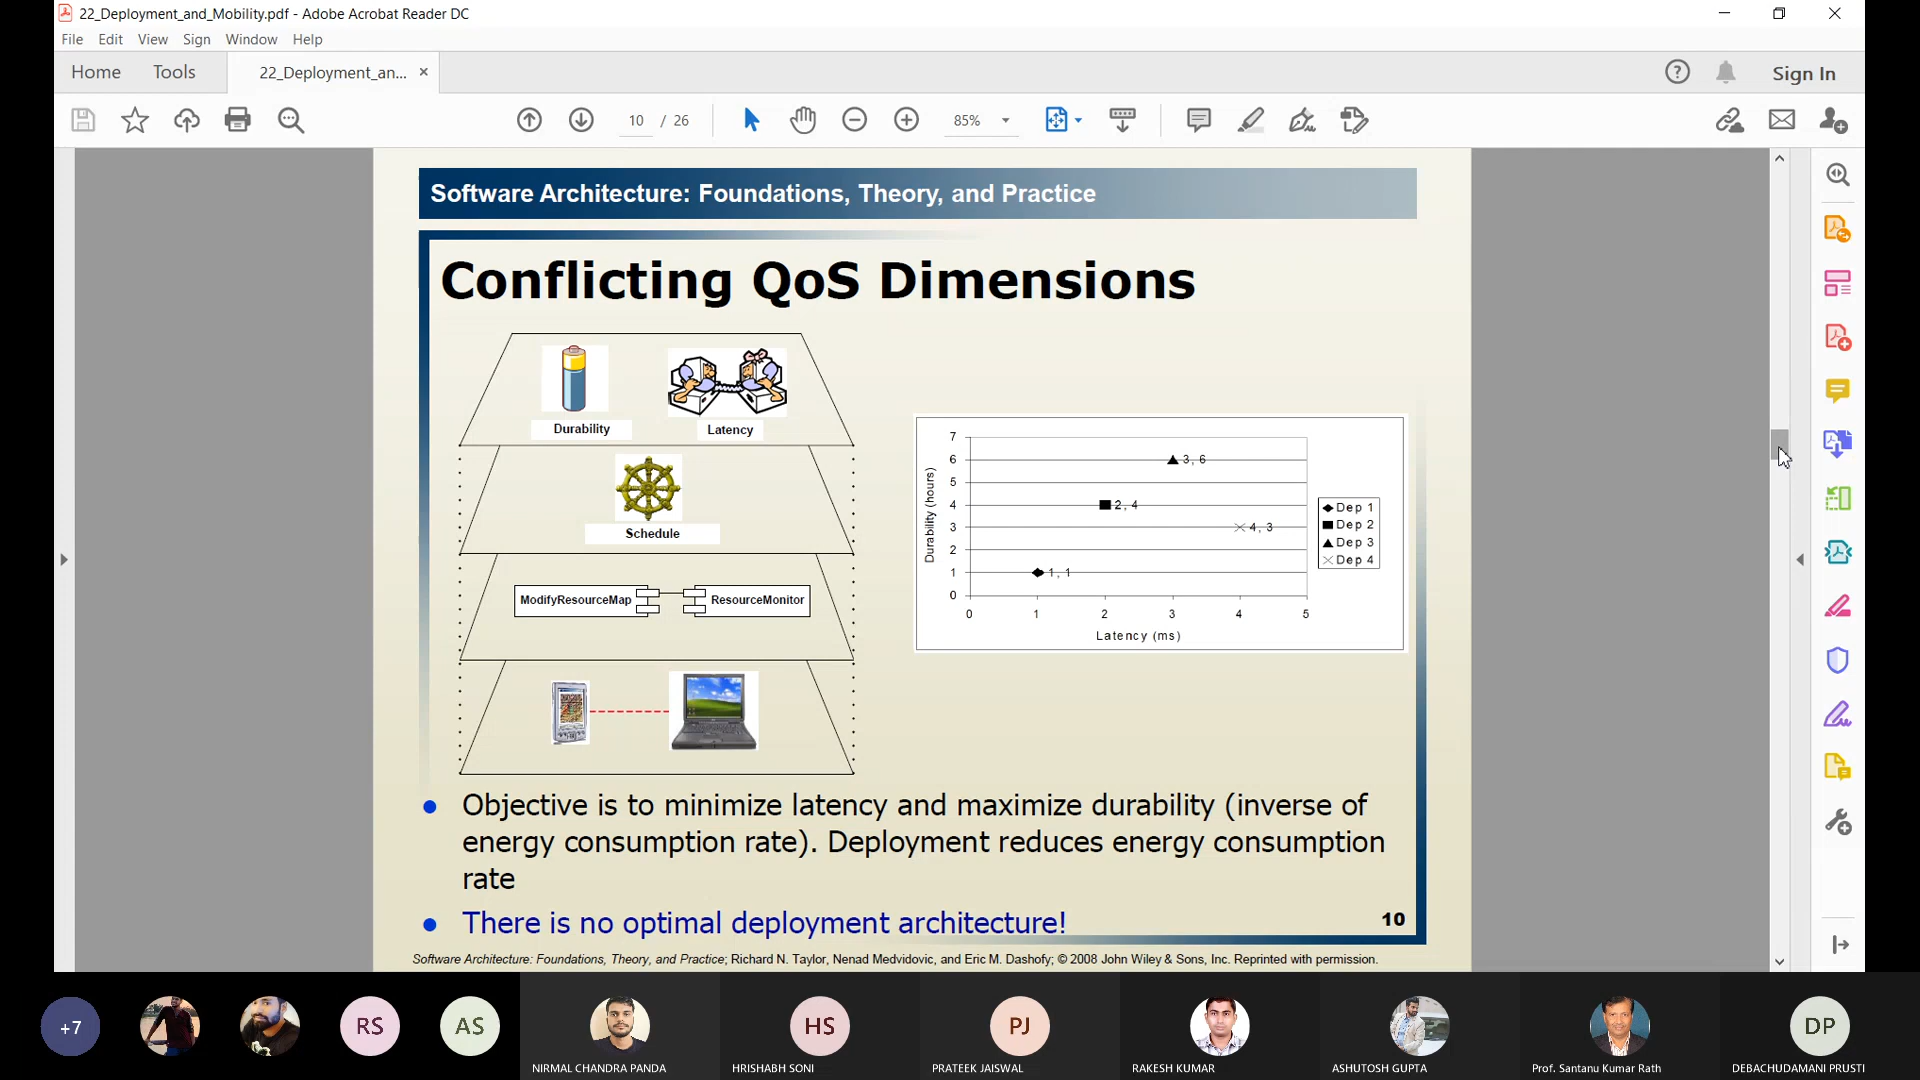 22_Deployment_and_Mobility.pdf - Adobe Acrobat Reader DC
File Edit View Sign Window Help
Home Tools 22_Deployment_an... × Sign In
10 / 26 85%
Software Architecture: Foundations, Theory, and Practice
Conflicting QoS Dimensions
Durability Latency
Schedule
ModifyResourceMap ResourceMonitor
7
6
5
4
3
2
1
0
Durability (hours)
3, 6
2, 4
4, 3
1, 1
0 1 2 3 4 5
Latency (ms)
Dep 1
Dep 2
Dep 3
Dep 4
• Objective is to minimize latency and maximize durability (inverse of
energy consumption rate). Deployment reduces energy consumption
rate
• There is no optimal deployment architecture!
10
Software Architecture: Foundations, Theory, and Practice; Richard N. Taylor, Nenad Medvidovic, and Eric M. Dashofy; © 2008 John Wiley & Sons, Inc. Reprinted with permission.
+7 RS AS HS PJ DP
NIRMAL CHANDRA PANDA HRISHABH SONI PRATEEK JAISWAL RAKESH KUMAR ASHUTOSH GUPTA Prof. Santanu Kumar Rath DEBACHUDAMANI PRUSTI